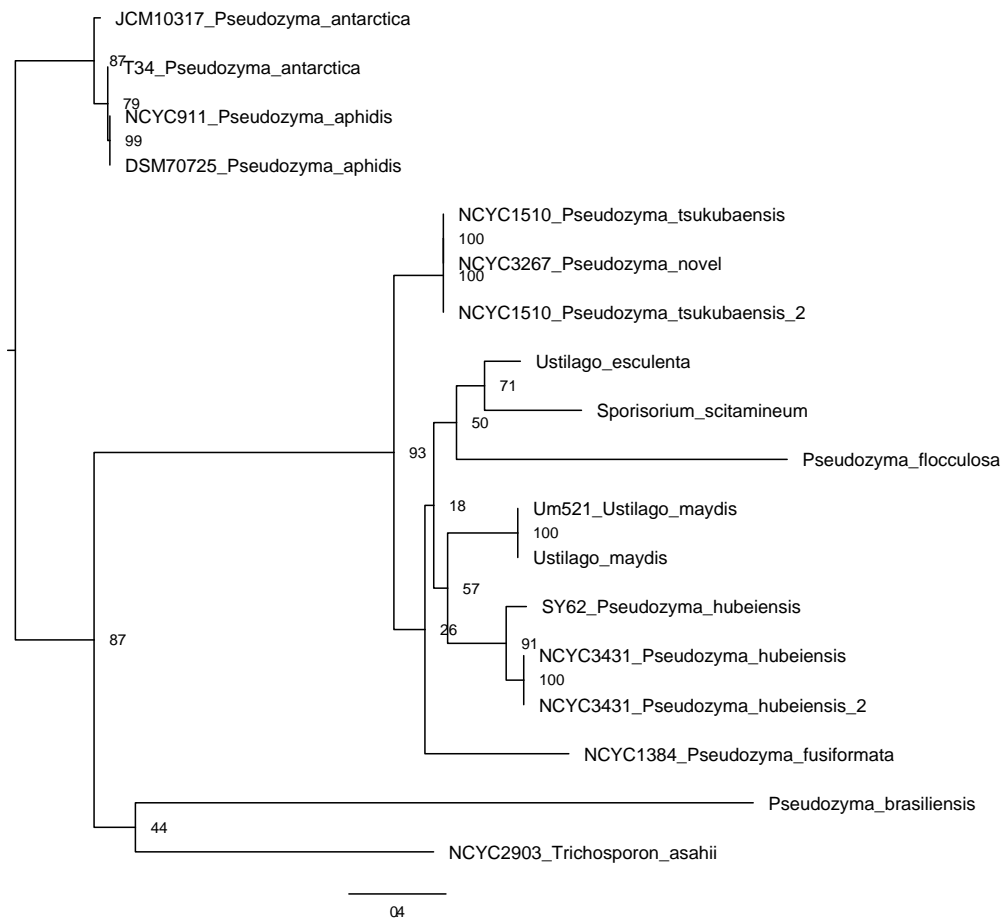 JCM10317_Pseudozyma_antarctica
87
T34_Pseudozyma_antarctica
79
NCYC911_Pseudozyma_aphidis
99
DSM70725_Pseudozyma_aphidis
NCYC1510_Pseudozyma_tsukubaensis
100
NCYC3267_Pseudozyma_novel
100
NCYC1510_Pseudozyma_tsukubaensis_2
Ustilago_esculenta
71
Sporisorium_scitamineum
50
93
Pseudozyma_flocculosa
18
Um521_Ustilago_maydis
100
Ustilago_maydis
57
SY62_Pseudozyma_hubeiensis
26
87
91
NCYC3431_Pseudozyma_hubeiensis
100
NCYC3431_Pseudozyma_hubeiensis_2
NCYC1384_Pseudozyma_fusiformata
Pseudozyma_brasiliensis
44
NCYC2903_Trichosporon_asahii
04